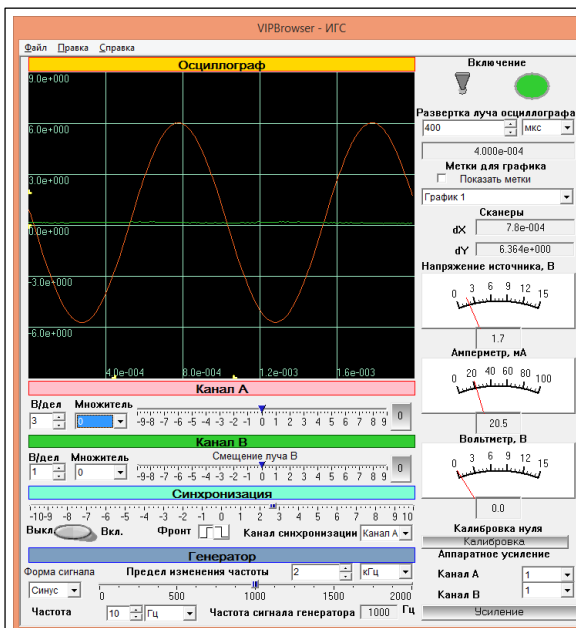 VIPBrowser - ИГС
Файл Правка Справка
Осциллограф
9.0e+000
6.0e+000
3.0e+000
0.0e+000
-3.0e+000
-6.0e+000
4.0e-004 8.0e-004 1.2e-003 1.6e-003
Включение
Развертка луча осциллографа
400 мкс
4.000e-004
Метки для графика
Показать метки
График 1
Сканеры
dX 7.8e-004
dY 6.364e+000
Напряжение источника, В
0 3 6 9 12 15
1.7
Амперметр, мА
0 20 40 60 80 100
20.5
Вольтметр, В
0 3 6 9 12 15
0.0
Калибровка нуля
Калибровка
Аппаратное усиление
Канал А 1
Канал В 1
Усиление
Канал А
В/дел Множитель
3 0 -9-8 -7 -6 -5 -4 -3 -2 -1 0 1 2 3 4 5 6 7 8 9 0
Канал В
В/дел Множитель Смещение луча В
1 0 -9-8 -7 -6 -5 -4 -3 -2 -1 0 1 2 3 4 5 6 7 8 9 0
Синхронизация
-10-9 -8 -7 -6 -5 -4 -3 -2 -1 0 1 2 3 4 5 6 7 8 9 10
Выкл Вкл. Фронт Канал синхронизации Канал А
Генератор
Форма сигнала Предел изменения частоты 2 кГц
Синус 0 500 1000 1500 2000
Частота 10 Гц Частота сигнала генератора 1000 Гц